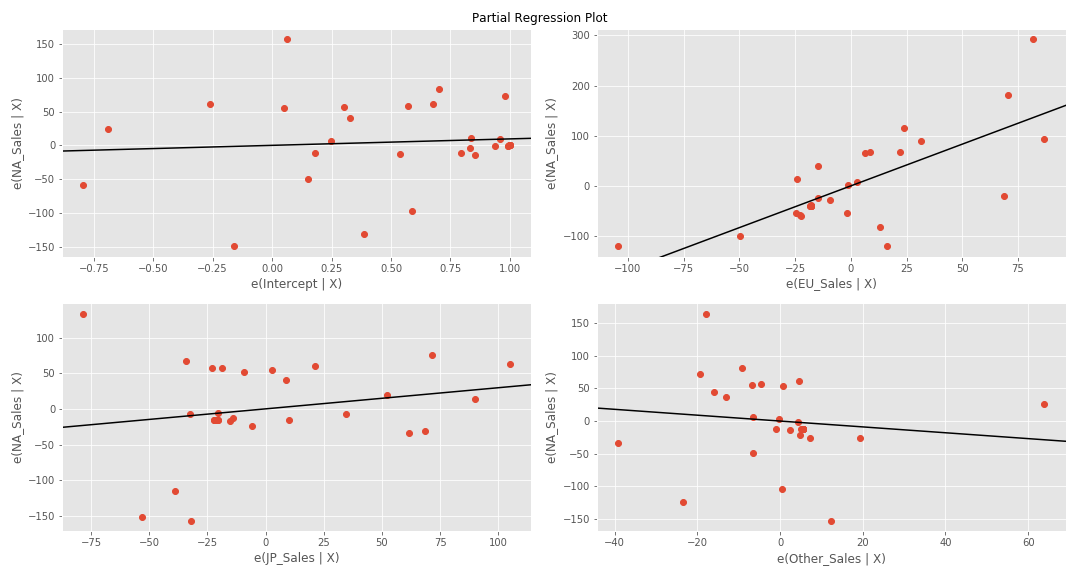 Partial Regression Plot
150
100
50
0
−50
−100
−150
e(NA_Sales | X)
−0.75 −0.50 −0.25 0.00 0.25 0.50 0.75 1.00
e(Intercept | X)
300
200
100
0
−100
e(NA_Sales | X)
−100 −75 −50 −25 0 25 50 75
e(EU_Sales | X)
100
50
0
−50
−100
−150
e(NA_Sales | X)
−75 −50 −25 0 25 50 75 100
e(JP_Sales | X)
150
100
50
0
−50
−100
−150
e(NA_Sales | X)
−40 −20 0 20 40 60
e(Other_Sales | X)